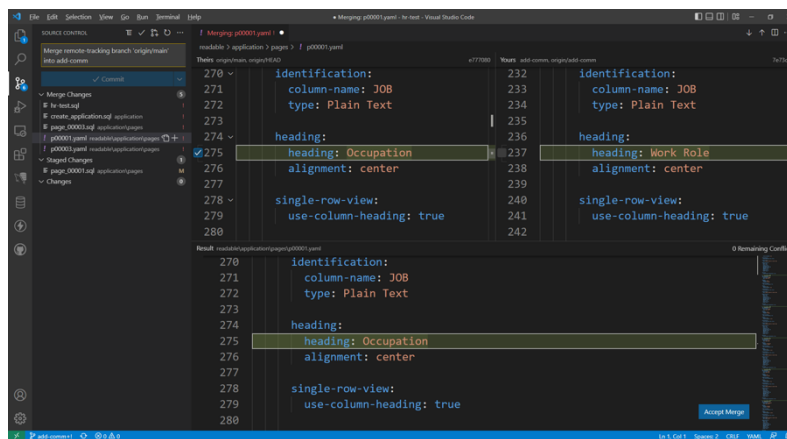 File Edit Selection View Go Run Terminal Help
• Merging: p00001.yaml - hr-test - Visual Studio Code
SOURCE CONTROL
Merge remote-tracking branch 'origin/main'
into add-comm
Commit
Merge Changes 5
hr-test.sql !
create_application.sql application !
page_00003.sql application\pages !
p00001.yaml readable\application\pages !
p00003.yaml readable\application\pages !
Staged Changes 1
page_00001.sql application\pages M
Changes 0
Merging: p00001.yaml !
readable > application > pages > p00001.yaml
Theirs origin/main, origin/HEAD e777080
270 identification:
271 column-name: JOB
272 type: Plain Text
273
274 heading:
275 heading: Occupation
276 alignment: center
277
278 single-row-view:
279 use-column-heading: true
280
Yours add-comm, origin/add-comm
232 identification:
233 column-name: JOB
234 type: Plain Text
235
236 heading:
237 heading: Work Role
238 alignment: center
239
240 single-row-view:
241 use-column-heading: true
242
Result readable\application\pages\p00001.yaml 0 Remaining Confli
270 identification:
271 column-name: JOB
272 type: Plain Text
273
274 heading:
275 heading: Occupation
276 alignment: center
277
278 single-row-view:
279 use-column-heading: true
280
Accept Merge
add-comm+! 0 0 Ln 1, Col 1 Spaces: 2 CRLF YAML